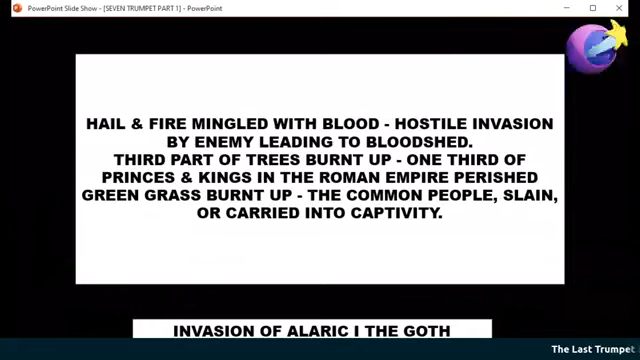 PowerPoint Slide Show - [SEVEN TRUMPET PART 1] - PowerPoint
HAIL & FIRE MINGLED WITH BLOOD - HOSTILE INVASION
BY ENEMY LEADING TO BLOODSHED.
THIRD PART OF TREES BURNT UP - ONE THIRD OF
PRINCES & KINGS IN THE ROMAN EMPIRE PERISHED
GREEN GRASS BURNT UP - THE COMMON PEOPLE, SLAIN,
OR CARRIED INTO CAPTIVITY.
INVASION OF ALARIC I THE GOTH
The Last Trumpet